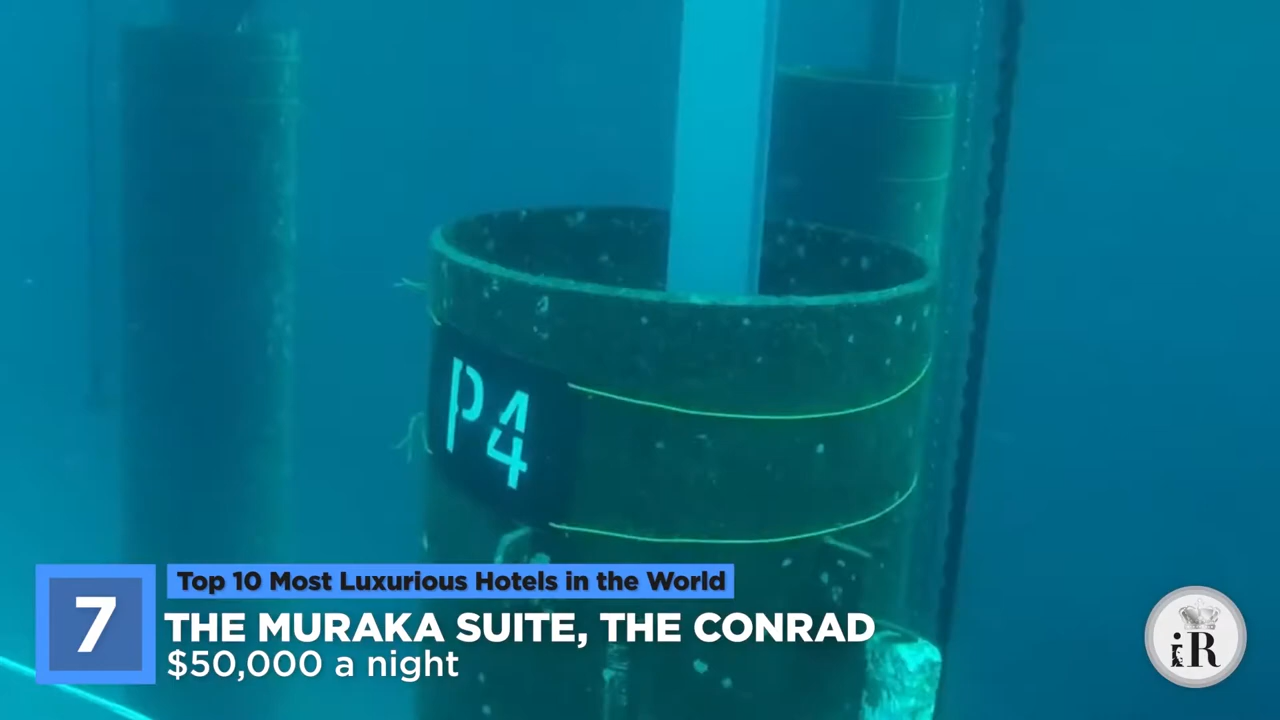 P4
7
Top 10 Most Luxurious Hotels in the World
THE MURAKA SUITE, THE CONRAD
$50,000 a night
iR